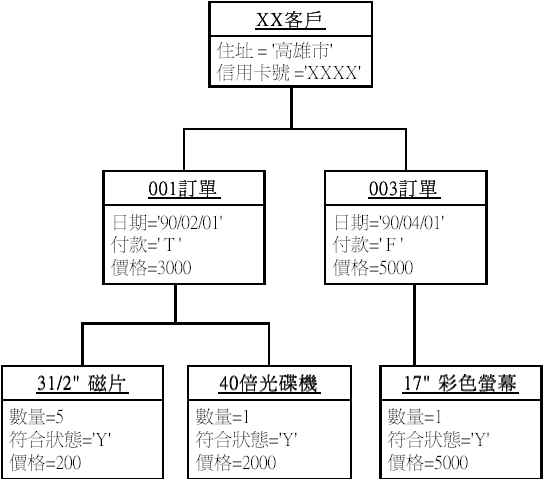 XX客戶
住址 = '高雄市'
信用卡號 ='XXXX'
001訂單
日期='90/02/01'
付款=' T '
價格=3000
003訂單
日期='90/04/01'
付款=' F '
價格=5000
31/2" 磁片
數量=5
符合狀態='Y'
價格=200
40倍光碟機
數量=1
符合狀態='Y'
價格=2000
17" 彩色螢幕
數量=1
符合狀態='Y'
價格=5000